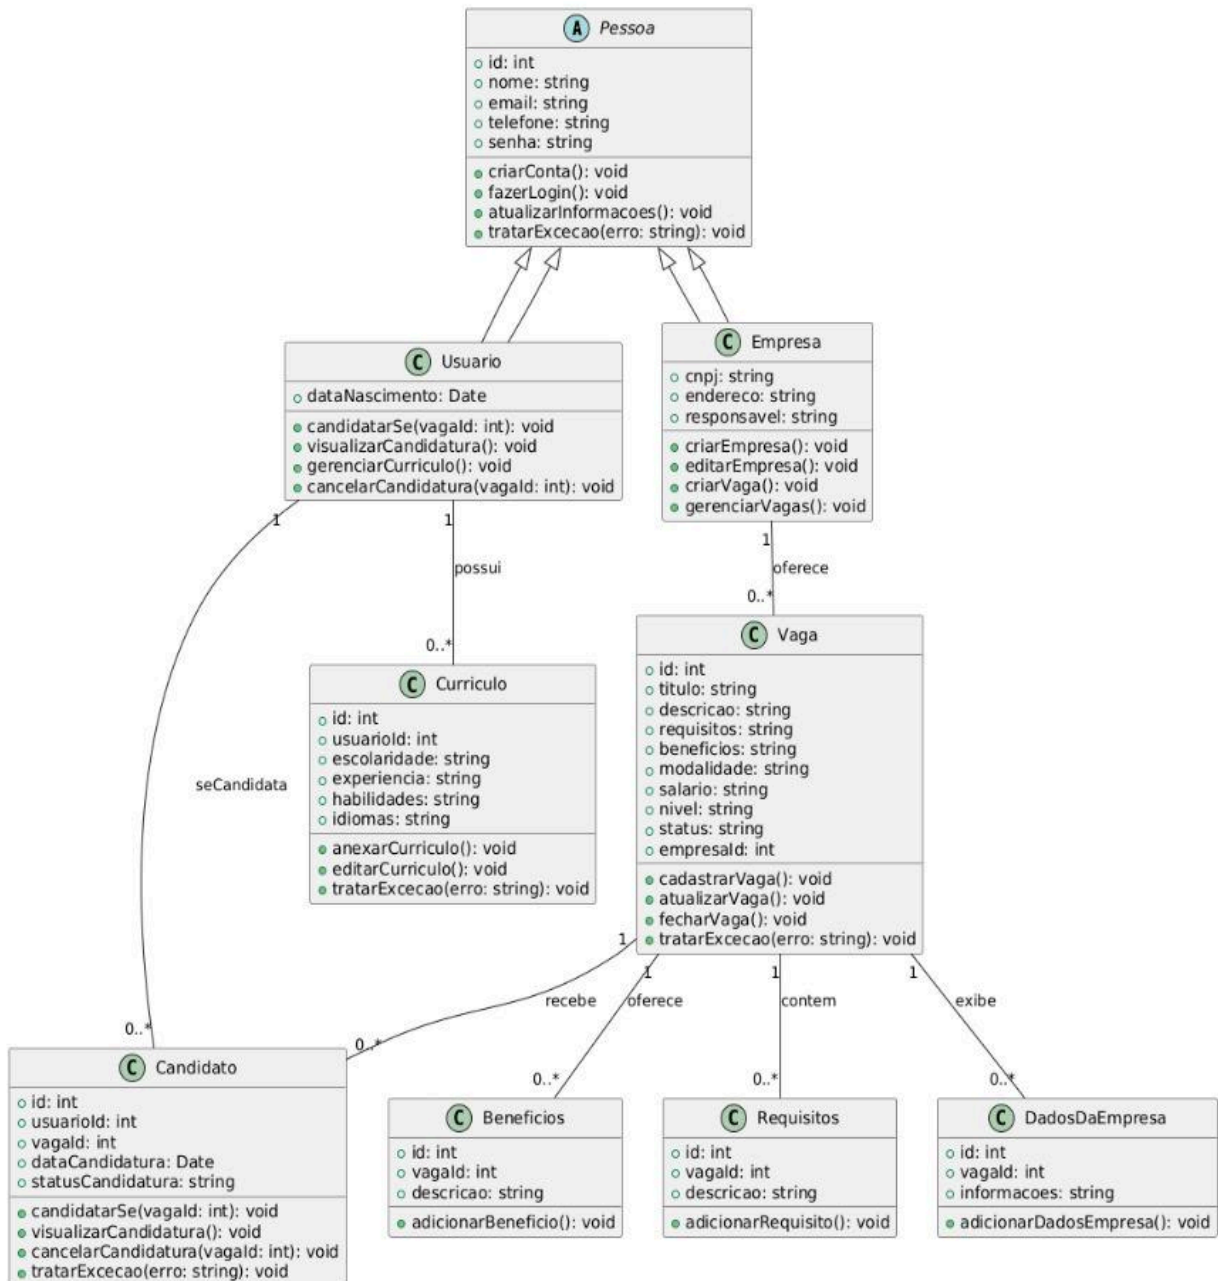 A Pessoa
id: int
nome: string
email: string
telefone: string
senha: string
criarConta(): void
fazerLogin(): void
atualizarInformacoes(): void
tratarExcecao(erro: string): void
C Usuario
dataNascimento: Date
candidatarSe(vagaId: int): void
visualizarCandidatura(): void
gerenciarCurriculo(): void
cancelarCandidatura(vagaId: int): void
C Empresa
cnpj: string
endereco: string
responsavel: string
criarEmpresa(): void
editarEmpresa(): void
criarVaga(): void
gerenciarVagas(): void
1
1
possui
0..*
1
oferece
0..*
C Curriculo
id: int
usuarioId: int
escolaridade: string
experiencia: string
habilidades: string
idiomas: string
anexarCurriculo(): void
editarCurriculo(): void
tratarExcecao(erro: string): void
C Vaga
id: int
titulo: string
descricao: string
requisitos: string
beneficios: string
modalidade: string
salario: string
nivel: string
status: string
empresaId: int
cadastrarVaga(): void
atualizarVaga(): void
fecharVaga(): void
tratarExcecao(erro: string): void
seCandidata
0..*
1
recebe
0..*
1
oferece
0..*
1
contem
0..*
1
exibe
0..*
C Candidato
id: int
usuarioId: int
vagaId: int
dataCandidatura: Date
statusCandidatura: string
candidatarSe(vagaId: int): void
visualizarCandidatura(): void
cancelarCandidatura(vagaId: int): void
tratarExcecao(erro: string): void
C Beneficios
id: int
vagaId: int
descricao: string
adicionarBeneficio(): void
C Requisitos
id: int
vagaId: int
descricao: string
adicionarRequisito(): void
C DadosDaEmpresa
id: int
vagaId: int
informacoes: string
adicionarDadosEmpresa(): void